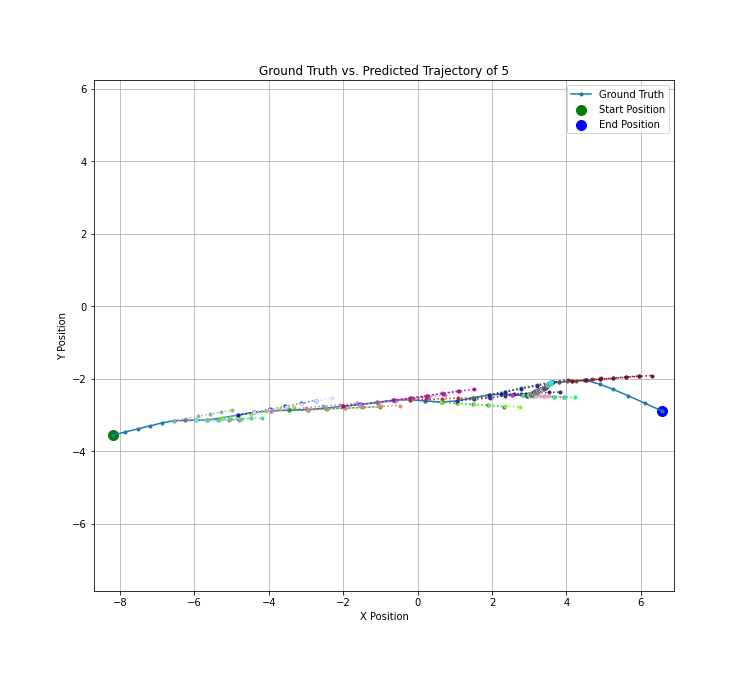 Ground Truth vs. Predicted Trajectory of 5
Ground Truth
Start Position
End Position
6
4
2
0
−2
−4
−6
Y Position
−8 −6 −4 −2 0 2 4 6
X Position